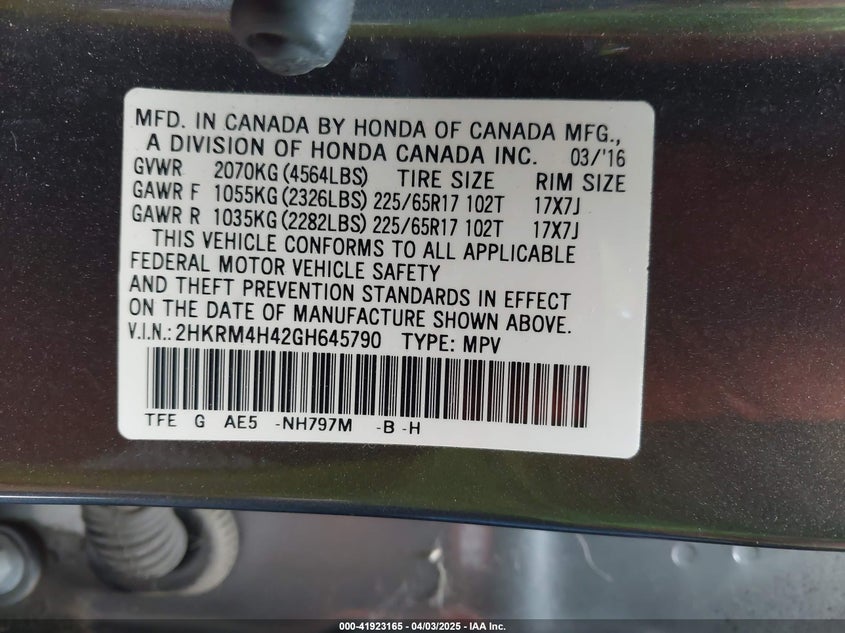 MFD. IN CANADA BY HONDA OF CANADA MFG.,
A DIVISION OF HONDA CANADA INC. 03/'16
GVWR 2070KG (4564LBS) TIRE SIZE RIM SIZE
GAWR F 1055KG (2326LBS) 225/65R17 102T 17X7J
GAWR R 1035KG (2282LBS) 225/65R17 102T 17X7J
THIS VEHICLE CONFORMS TO ALL APPLICABLE
FEDERAL MOTOR VEHICLE SAFETY
AND THEFT PREVENTION STANDARDS IN EFFECT
ON THE DATE OF MANUFACTURE SHOWN ABOVE.
V.I.N.: 2HKRM4H42GH645790 TYPE: MPV
TFE G AE5 -NH797M -B -H
000-41923165 - 04/03/2025 - IAA Inc.